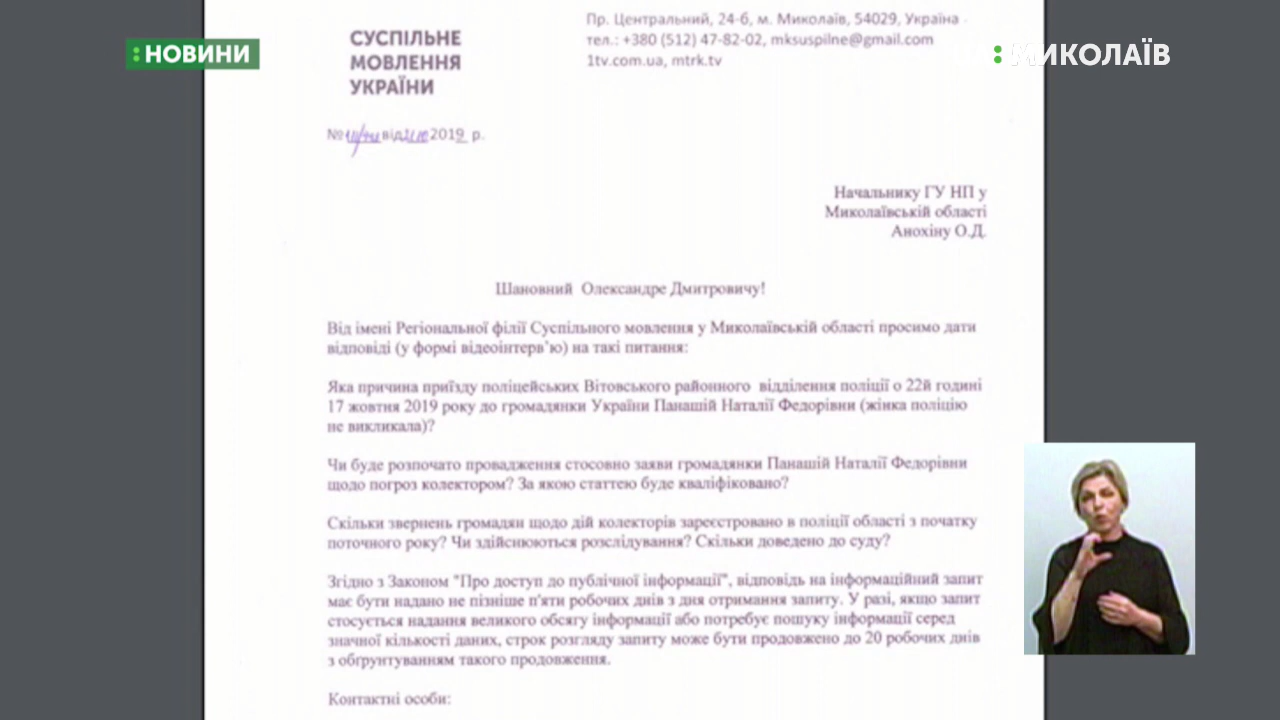 НОВИНИ
МИКОЛАЇВ
СУСПІЛЬНЕ
МОВЛЕННЯ
УКРАЇНИ
Пр. Центральний, 24-б, м. Миколаїв, 54029, Україна
тел.: +380 (512) 47-82-02, mksuspilne@gmail.com
1tv.com.ua, mtrk.tv
№ від 2019 р.
Начальнику ГУ НП у
Миколаївській області
Анохіну О.Д.
Шановний Олександре Дмитровичу!
Від імені Регіональної філії Суспільного мовлення у Миколаївській області просимо дати
відповіді (у формі відеоінтерв'ю) на такі питання:
Яка причина приїзду поліцейських Вітовського районного відділення поліції о 22й годині
17 жовтня 2019 року до громадянки України Панашій Наталії Федорівни (жінка поліцію
не викликала)?
Чи буде розпочато провадження стосовно заяви громадянки Панашій Наталії Федорівни
щодо погроз колектором? За якою статтею буде кваліфіковано?
Скільки звернень громадян щодо дій колекторів зареєстровано в поліції області з початку
поточного року? Чи здійснюються розслідування? Скільки доведено до суду?
Згідно з Законом "Про доступ до публічної інформації", відповідь на інформаційний запит
має бути надано не пізніше п'яти робочих днів з дня отримання запиту. У разі, якщо запит
стосується надання великого обсягу інформації або потребує пошуку інформації серед
значної кількості даних, строк розгляду запиту може бути продовжено до 20 робочих днів
з обґрунтуванням такого продовження.
Контактні особи: